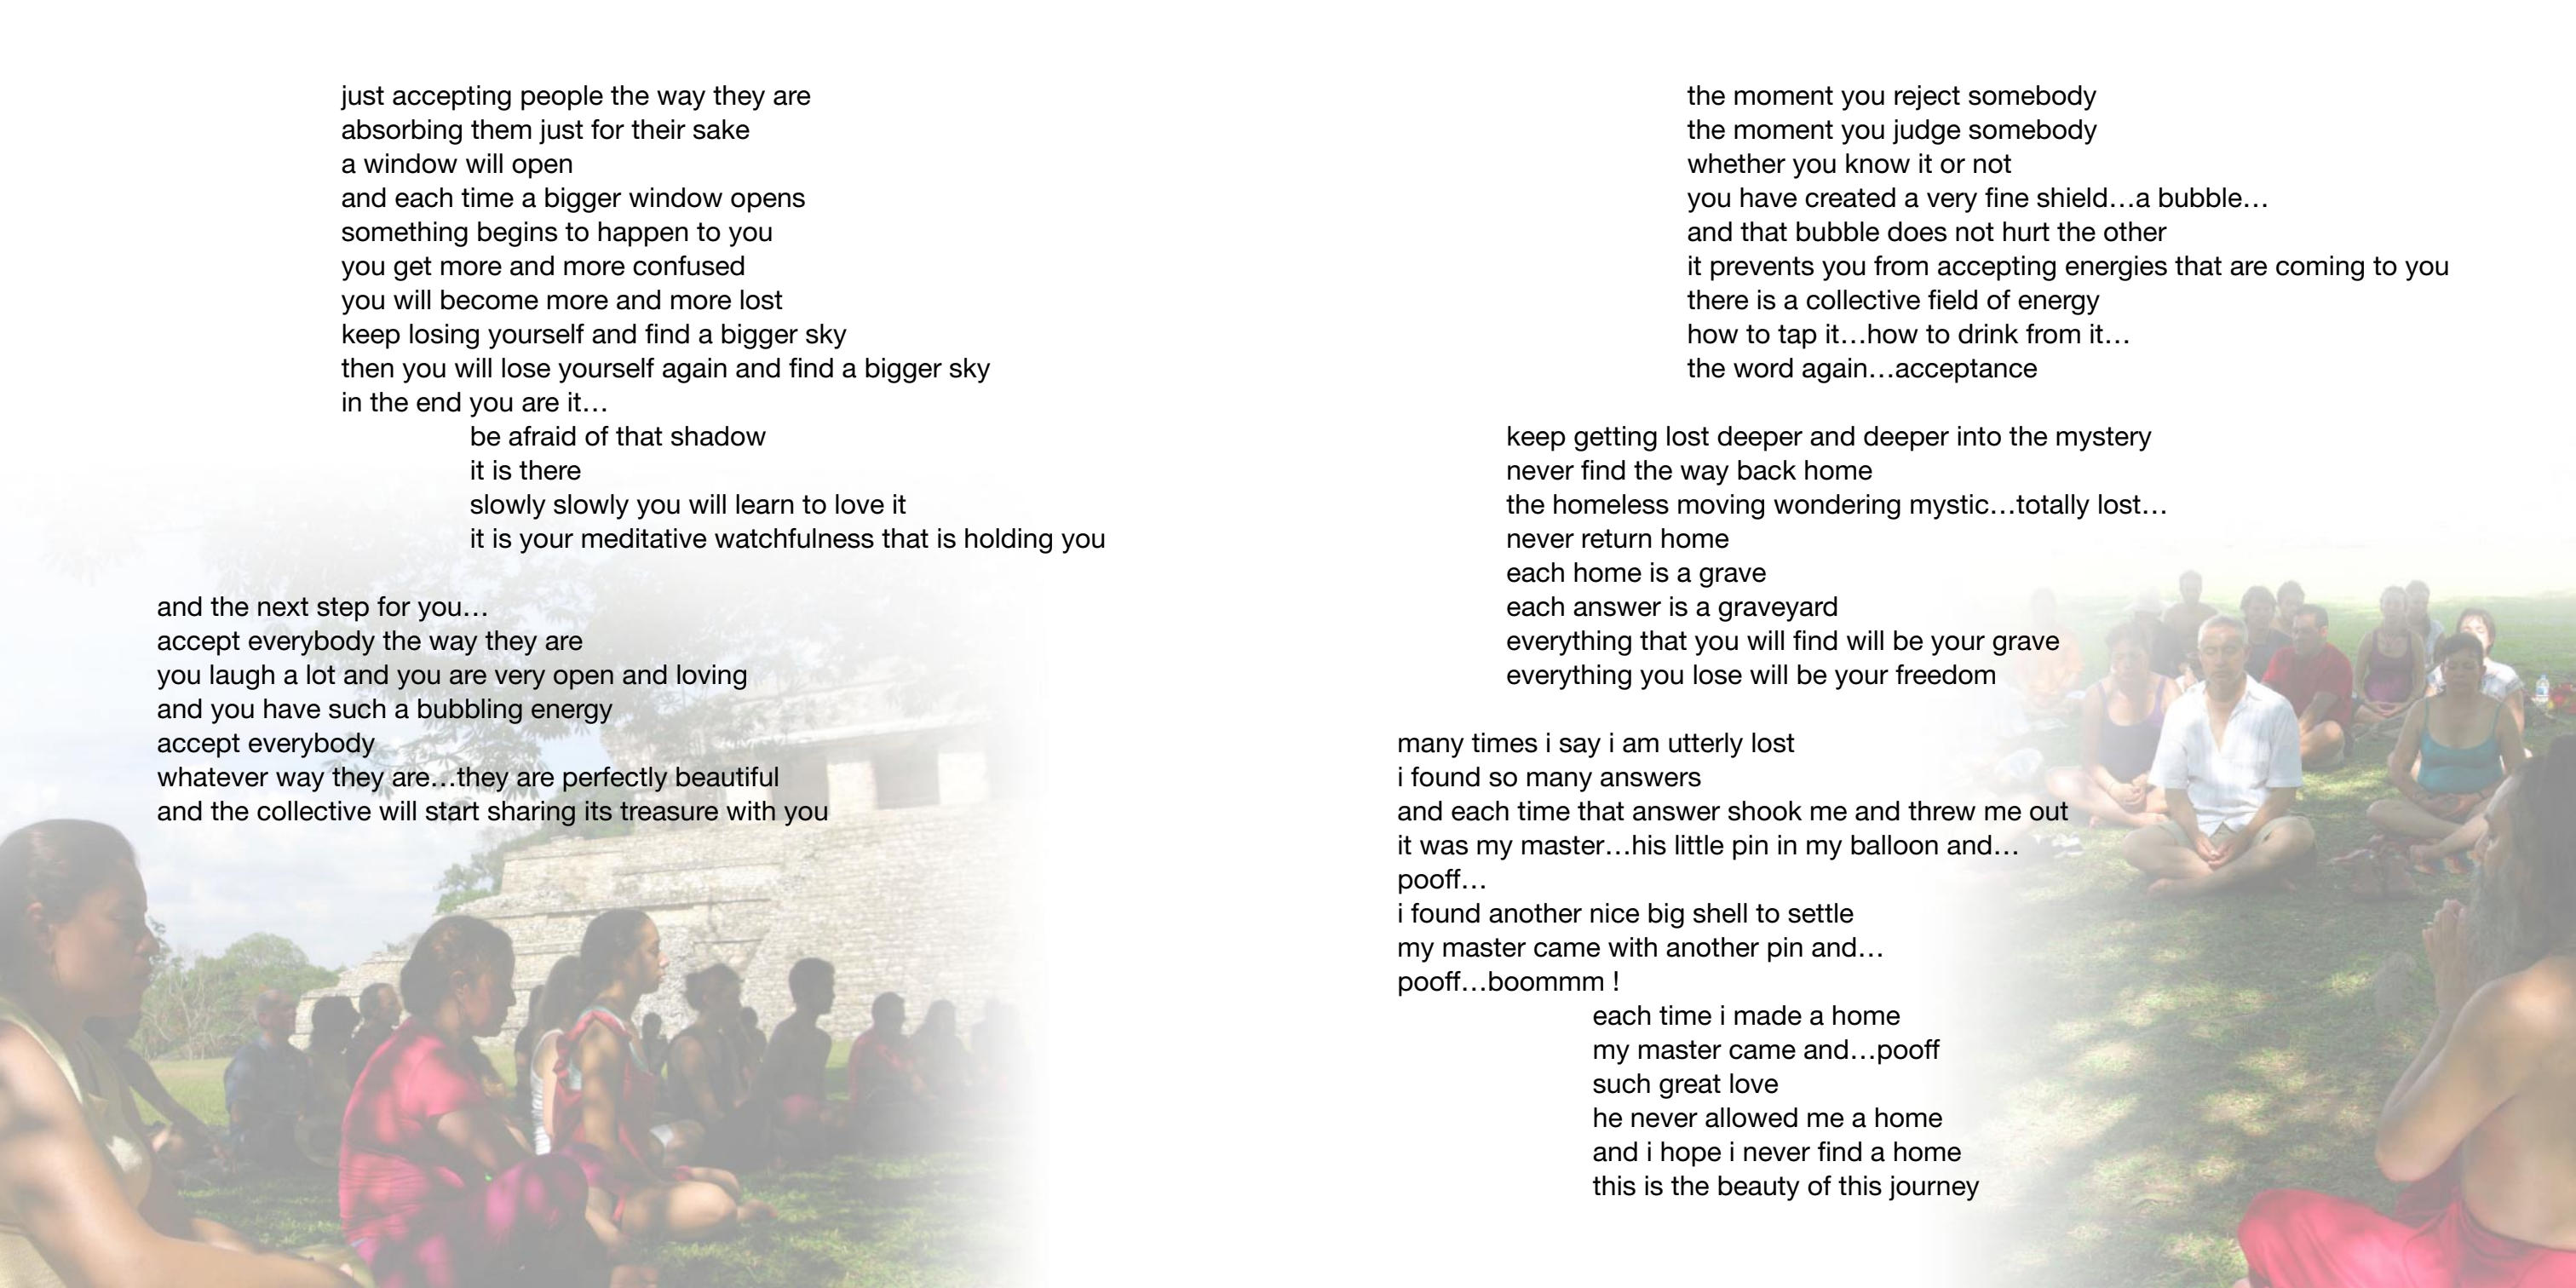 just accepting people the way they are
absorbing them just for their sake
a window will open
and each time a bigger window opens
something begins to happen to you
you get more and more confused
you will become more and more lost
keep losing yourself and find a bigger sky
then you will lose yourself again and find a bigger sky
in the end you are it…
be afraid of that shadow
it is there
slowly slowly you will learn to love it
it is your meditative watchfulness that is holding you
and the next step for you…
accept everybody the way they are
you laugh a lot and you are very open and loving
and you have such a bubbling energy
accept everybody
whatever way they are…they are perfectly beautiful
and the collective will start sharing its treasure with you
the moment you reject somebody
the moment you judge somebody
whether you know it or not
you have created a very fine shield…a bubble…
and that bubble does not hurt the other
it prevents you from accepting energies that are coming to you
there is a collective field of energy
how to tap it…how to drink from it…
the word again…acceptance
keep getting lost deeper and deeper into the mystery
never find the way back home
the homeless moving wondering mystic…totally lost…
never return home
each home is a grave
each answer is a graveyard
everything that you will find will be your grave
everything you lose will be your freedom
many times i say i am utterly lost
i found so many answers
and each time that answer shook me and threw me out
it was my master…his little pin in my balloon and…
pooff…
i found another nice big shell to settle
my master came with another pin and…
pooff…boommm !
each time i made a home
my master came and…pooff
such great love
he never allowed me a home
and i hope i never find a home
this is the beauty of this journey